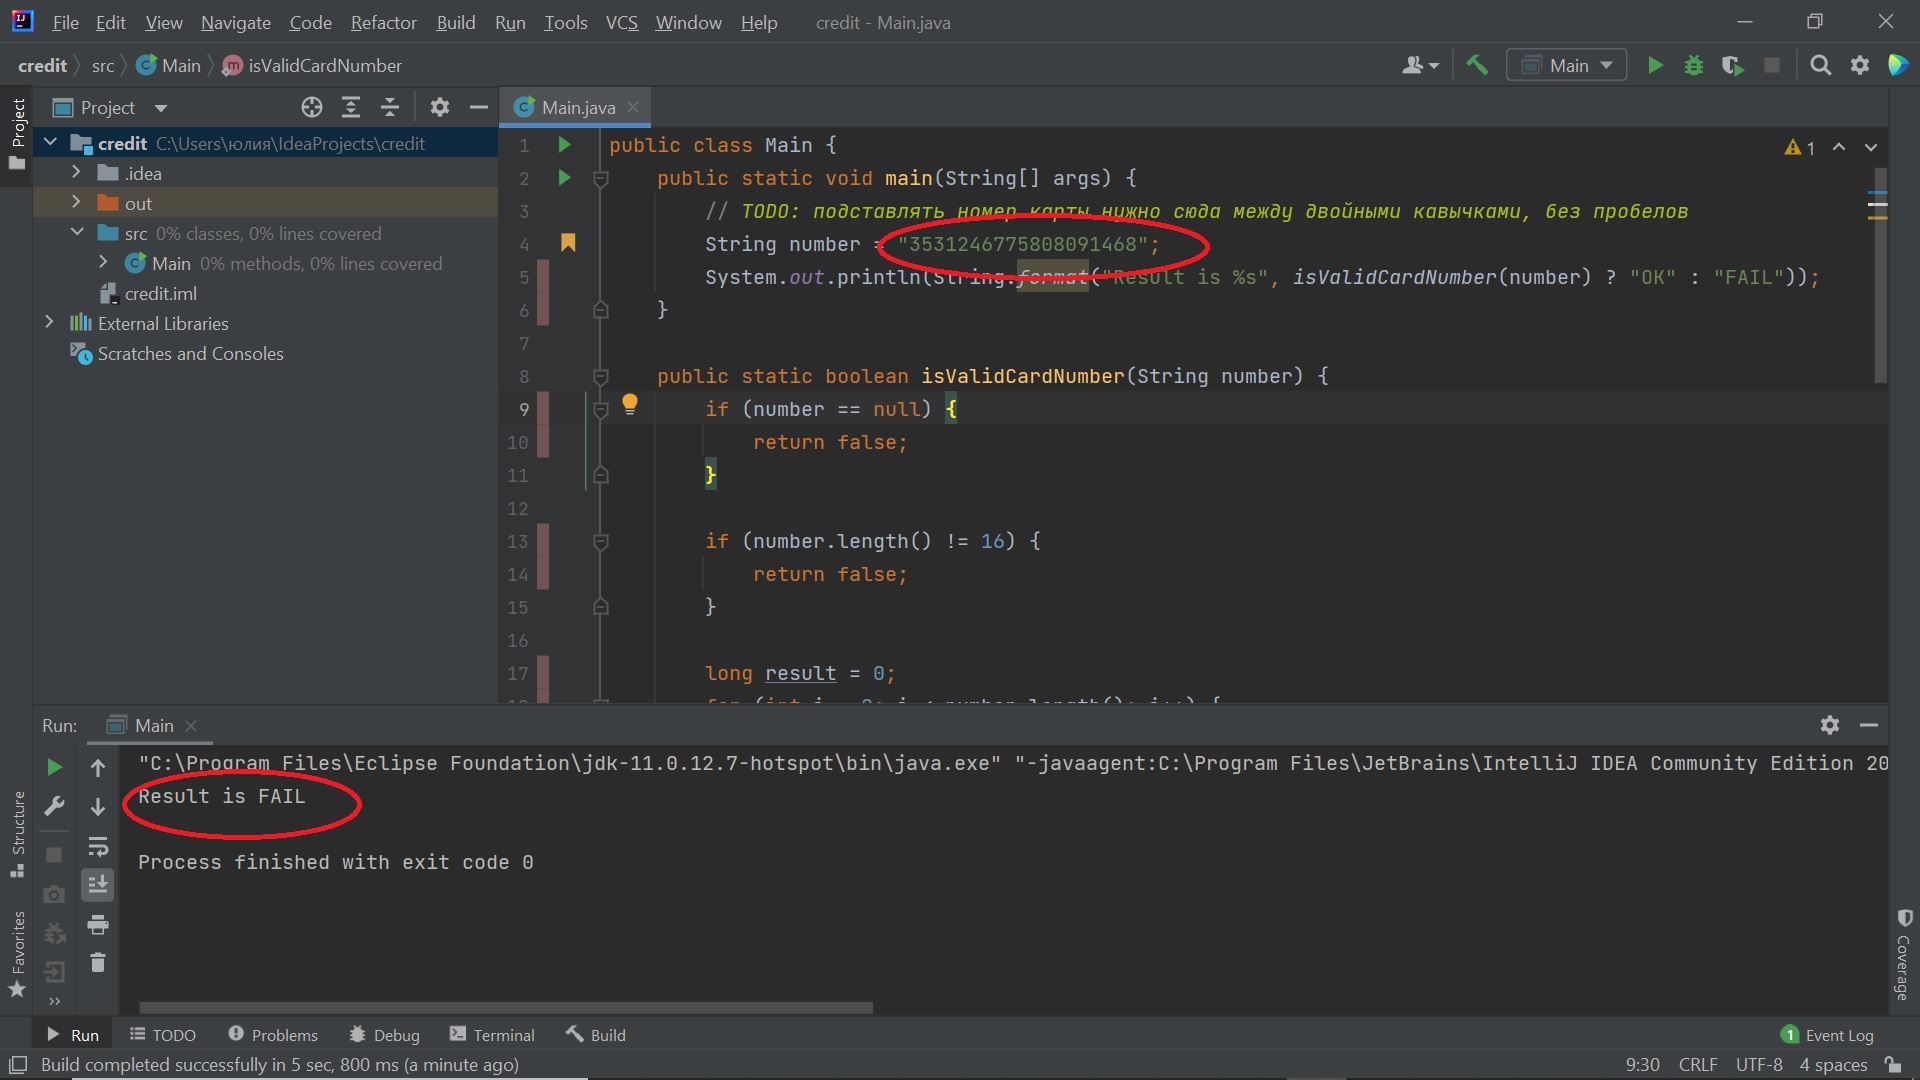 File Edit View Navigate Code Refactor Build Run Tools VCS Window Help credit - Main.java
credit src Main isValidCardNumber Main
Project
Project
Main.java
credit C:\Users\юлия\IdeaProjects\credit
.idea
out
src 0% classes, 0% lines covered
Main 0% methods, 0% lines covered
credit.iml
External Libraries
Scratches and Consoles
1 public class Main {
1
2 public static void main(String[] args) {
3 // TODO: подставлять номер карты нужно сюда между двойными кавычками, без пробелов
4 String number = "3531246775808091468";
5 System.out.println(String.format("Result is %s", isValidCardNumber(number) ? "OK" : "FAIL"));
6 }
7
8 public static boolean isValidCardNumber(String number) {
9 if (number == null) {
10 return false;
11 }
12
13 if (number.length() != 16) {
14 return false;
15 }
16
17 long result = 0;
Run: Main
"C:\Program Files\Eclipse Foundation\jdk-11.0.12.7-hotspot\bin\java.exe" "-javaagent:C:\Program Files\JetBrains\IntelliJ IDEA Community Edition 20
Result is FAIL
Process finished with exit code 0
Structure
Favorites
Coverage
Run TODO Problems Debug Terminal Build 1 Event Log
Build completed successfully in 5 sec, 800 ms (a minute ago) 9:30 CRLF UTF-8 4 spaces